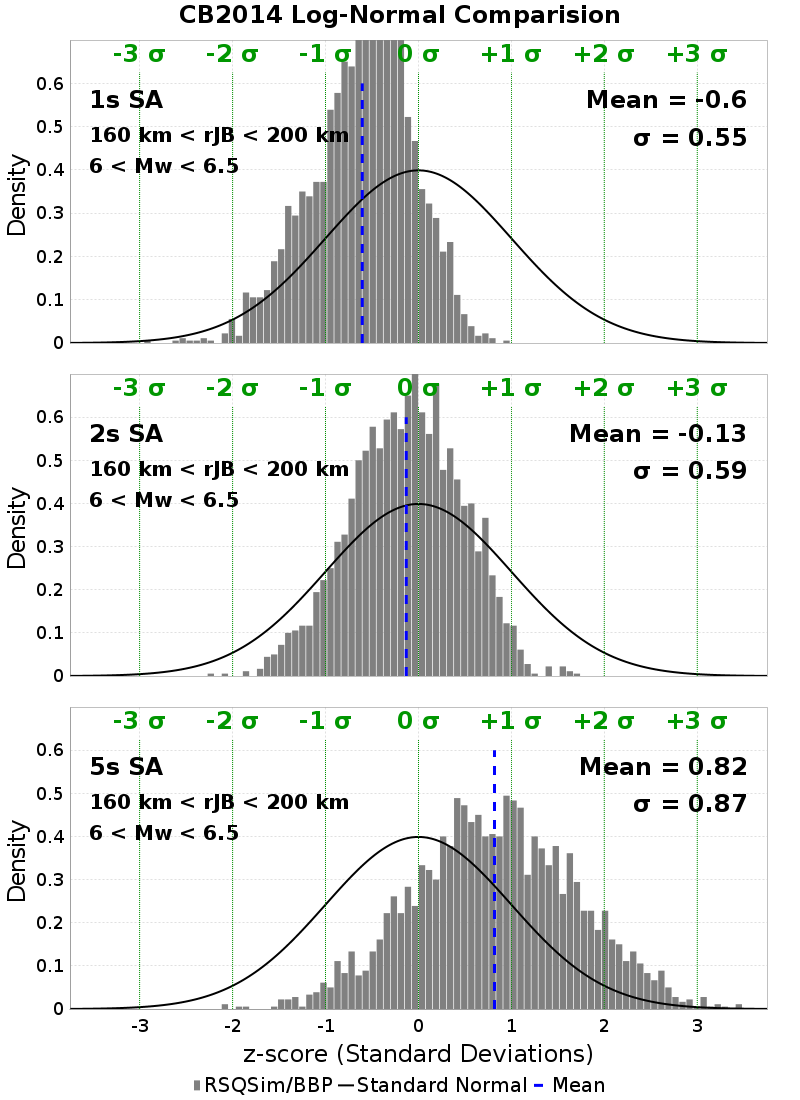 CB2014 Log-Normal Comparision
-3 σ -2 σ -1 σ 0 σ +1 σ +2 σ +3 σ
1s SA
160 km < rJB < 200 km
6 < Mw < 6.5
Mean = -0.6
σ = 0.55
Density
0.6
0.5
0.4
0.3
0.2
0.1
0
-3 σ -2 σ -1 σ 0 σ +1 σ +2 σ +3 σ
2s SA
160 km < rJB < 200 km
6 < Mw < 6.5
Mean = -0.13
σ = 0.59
Density
0.6
0.5
0.4
0.3
0.2
0.1
0
-3 σ -2 σ -1 σ 0 σ +1 σ +2 σ +3 σ
5s SA
160 km < rJB < 200 km
6 < Mw < 6.5
Mean = 0.82
σ = 0.87
Density
0.6
0.5
0.4
0.3
0.2
0.1
0
-3 -2 -1 0 1 2 3
z-score (Standard Deviations)
RSQSim/BBP Standard Normal Mean